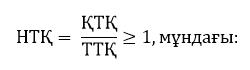 НТҚ = ҚТҚ / ТТҚ ≥ 1, мұндағы: